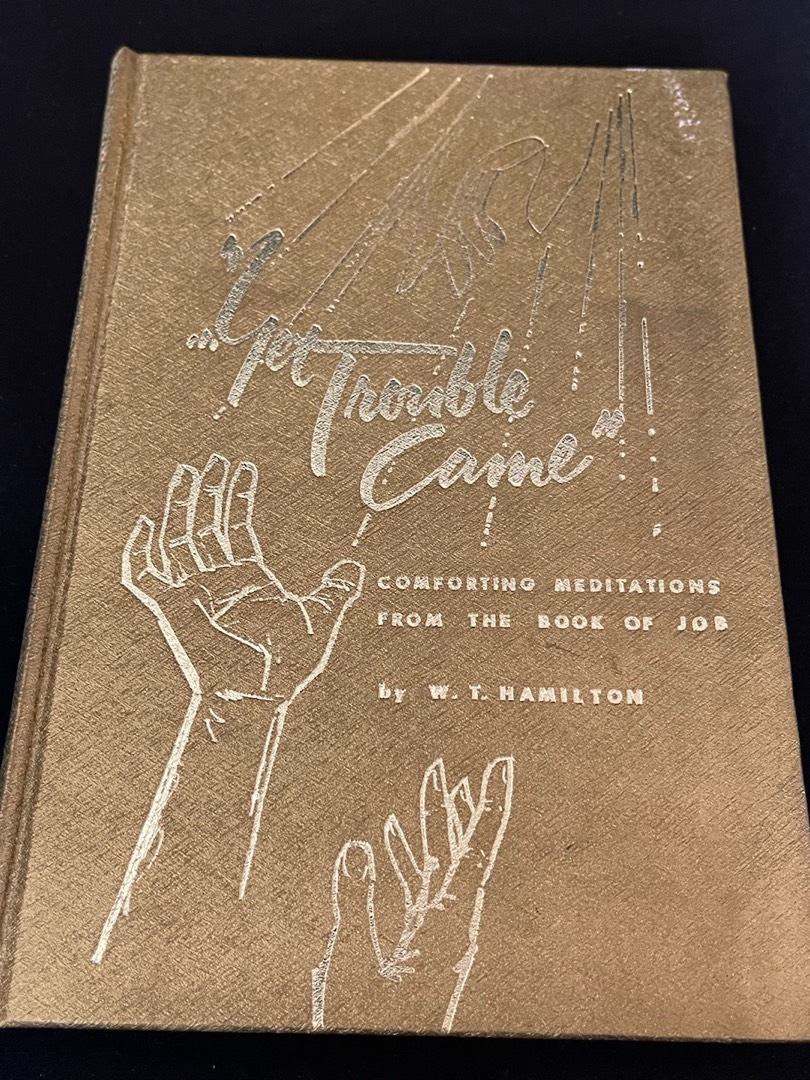 "...Yet
Trouble
Came"
COMFORTING MEDITATIONS
FROM THE BOOK OF JOB
by W. T. HAMILTON